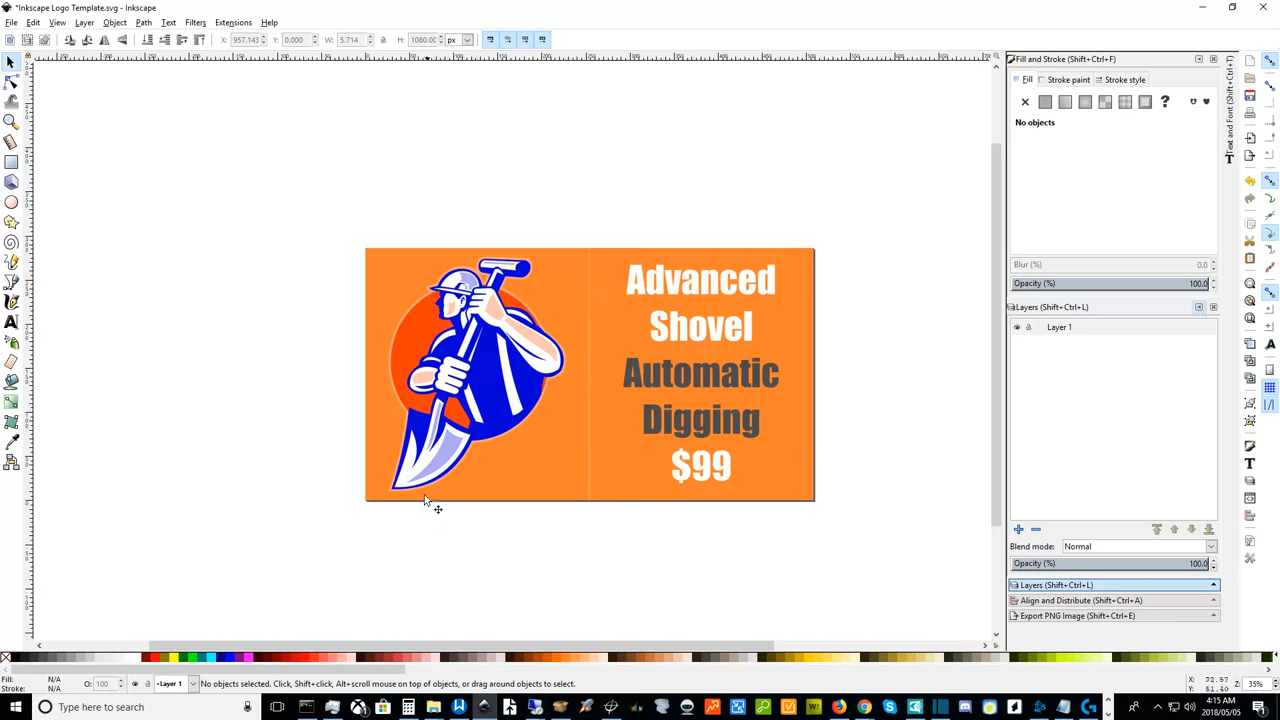 *Inkscape Logo Template.svg - Inkscape
File Edit View Layer Object Path Text Filters Extensions Help
X: 957.143 Y: 0.000 W: 5.714 H: 1080.00 px
Fill and Stroke (Shift+Ctrl+F)
Fill Stroke paint Stroke style
No objects
Text and Font (Shift+Ctrl+T)
Blur (%) 0.0
Opacity (%) 100.0
Layers (Shift+Ctrl+L)
Layer 1
Advanced
Shovel
Automatic
Digging
$99
Blend mode: Normal
Opacity (%) 100.0
Layers (Shift+Ctrl+L)
Align and Distribute (Shift+Ctrl+A)
Export PNG Image (Shift+Ctrl+E)
Fill: N/A
Stroke: N/A
O: 100
Layer 1
No objects selected. Click, Shift+click, Alt+scroll mouse on top of objects, or drag around objects to select.
X:
Y:
Z: 35%
Type here to search
4:15 AM
2018/05/05